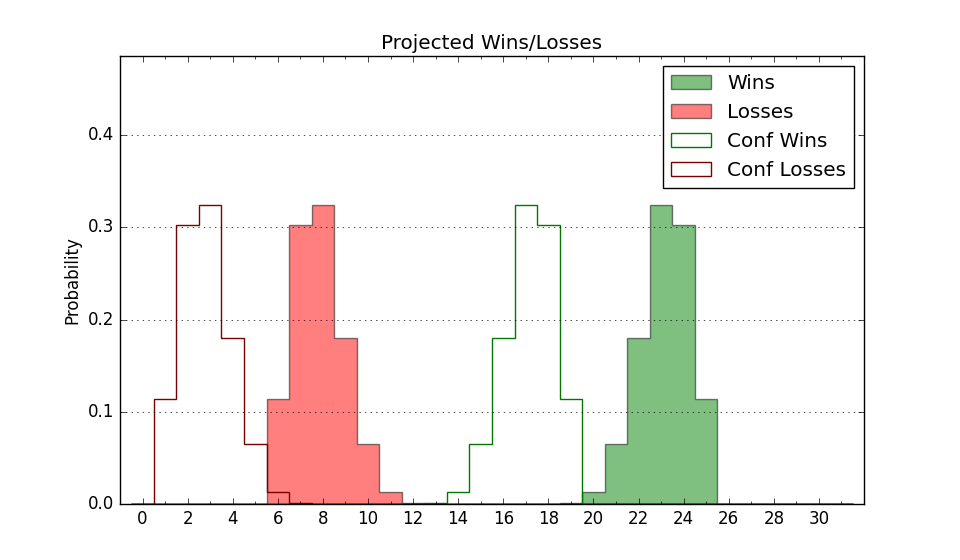 Projected Wins/Losses
Wins
Losses
Conf Wins
Conf Losses
Probability
0.4
0.3
0.2
0.1
0.0
0 2 4 6 8 10 12 14 16 18 20 22 24 26 28 30